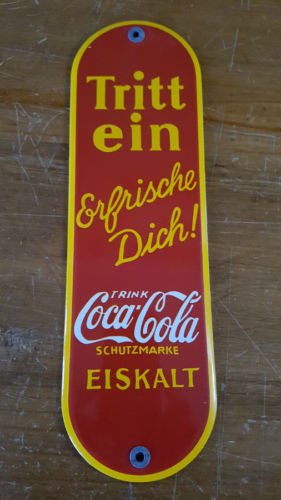 Tritt
ein
Erfrische
Dich!
TRINK
Coca-Cola
SCHUTZMARKE
EISKALT